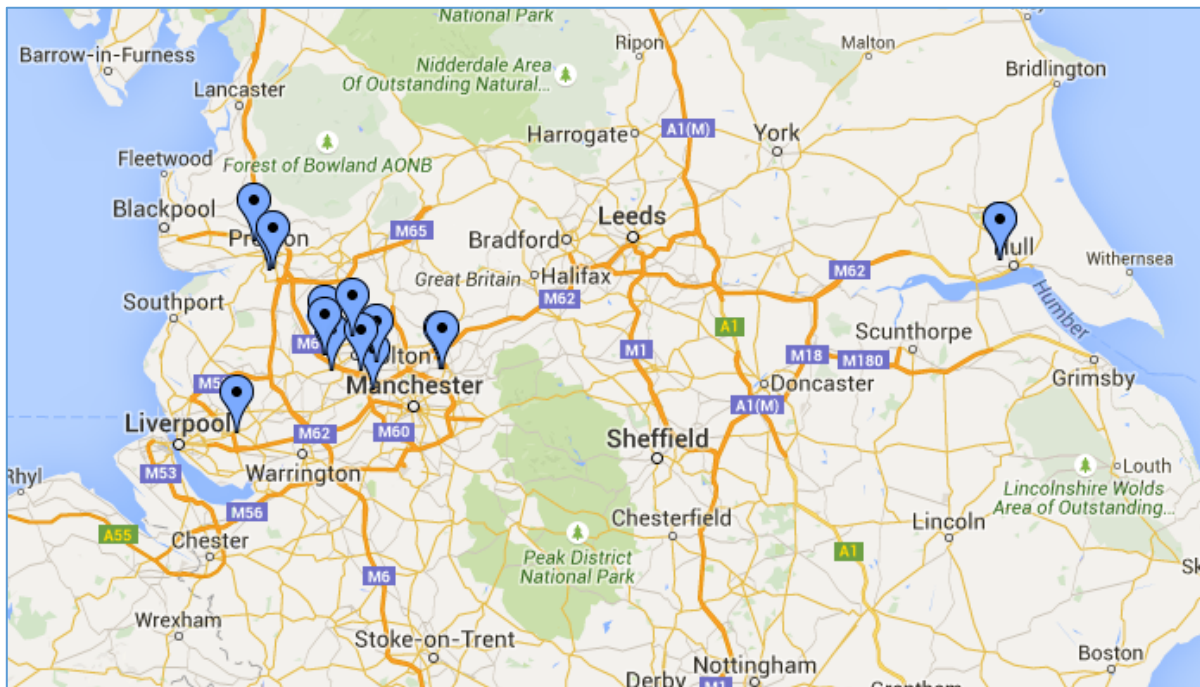 National Park
Barrow-in-Furness
Ripon
Malton
Nidderdale Area
Of Outstanding Natural...
Bridlington
Lancaster
A1(M)
Harrogate
York
Fleetwood
Forest of Bowland AONB
Blackpool
Leeds
M65
Bradford
Hull
Great Britain
Halifax
M62
Withernsea
Southport
M62
Humber
A1
Scunthorpe
M6
M1
M18
M180
Manchester
Doncaster
Grimsby
A1(M)
Liverpool
M62
M60
Sheffield
M53
Warrington
Rhyl
Louth
Lincolnshire Wolds
Area of Outstanding...
M56
Chesterfield
Lincoln
A55
Chester
A1
Peak District
National Park
M6
Wrexham
Stoke-on-Trent
Boston
Nottingham
Derby
M1